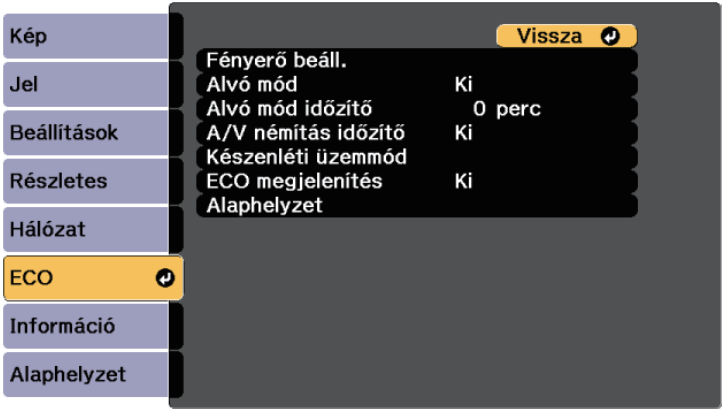 Kép
Jel
Beállítások
Részletes
Hálózat
ECO
Információ
Alaphelyzet
Vissza
Fényerő beáll.
Alvó mód Ki
Alvó mód időzítő 0 perc
A/V némítás időzítő Ki
Készenléti üzemmód
ECO megjelenítés Ki
Alaphelyzet